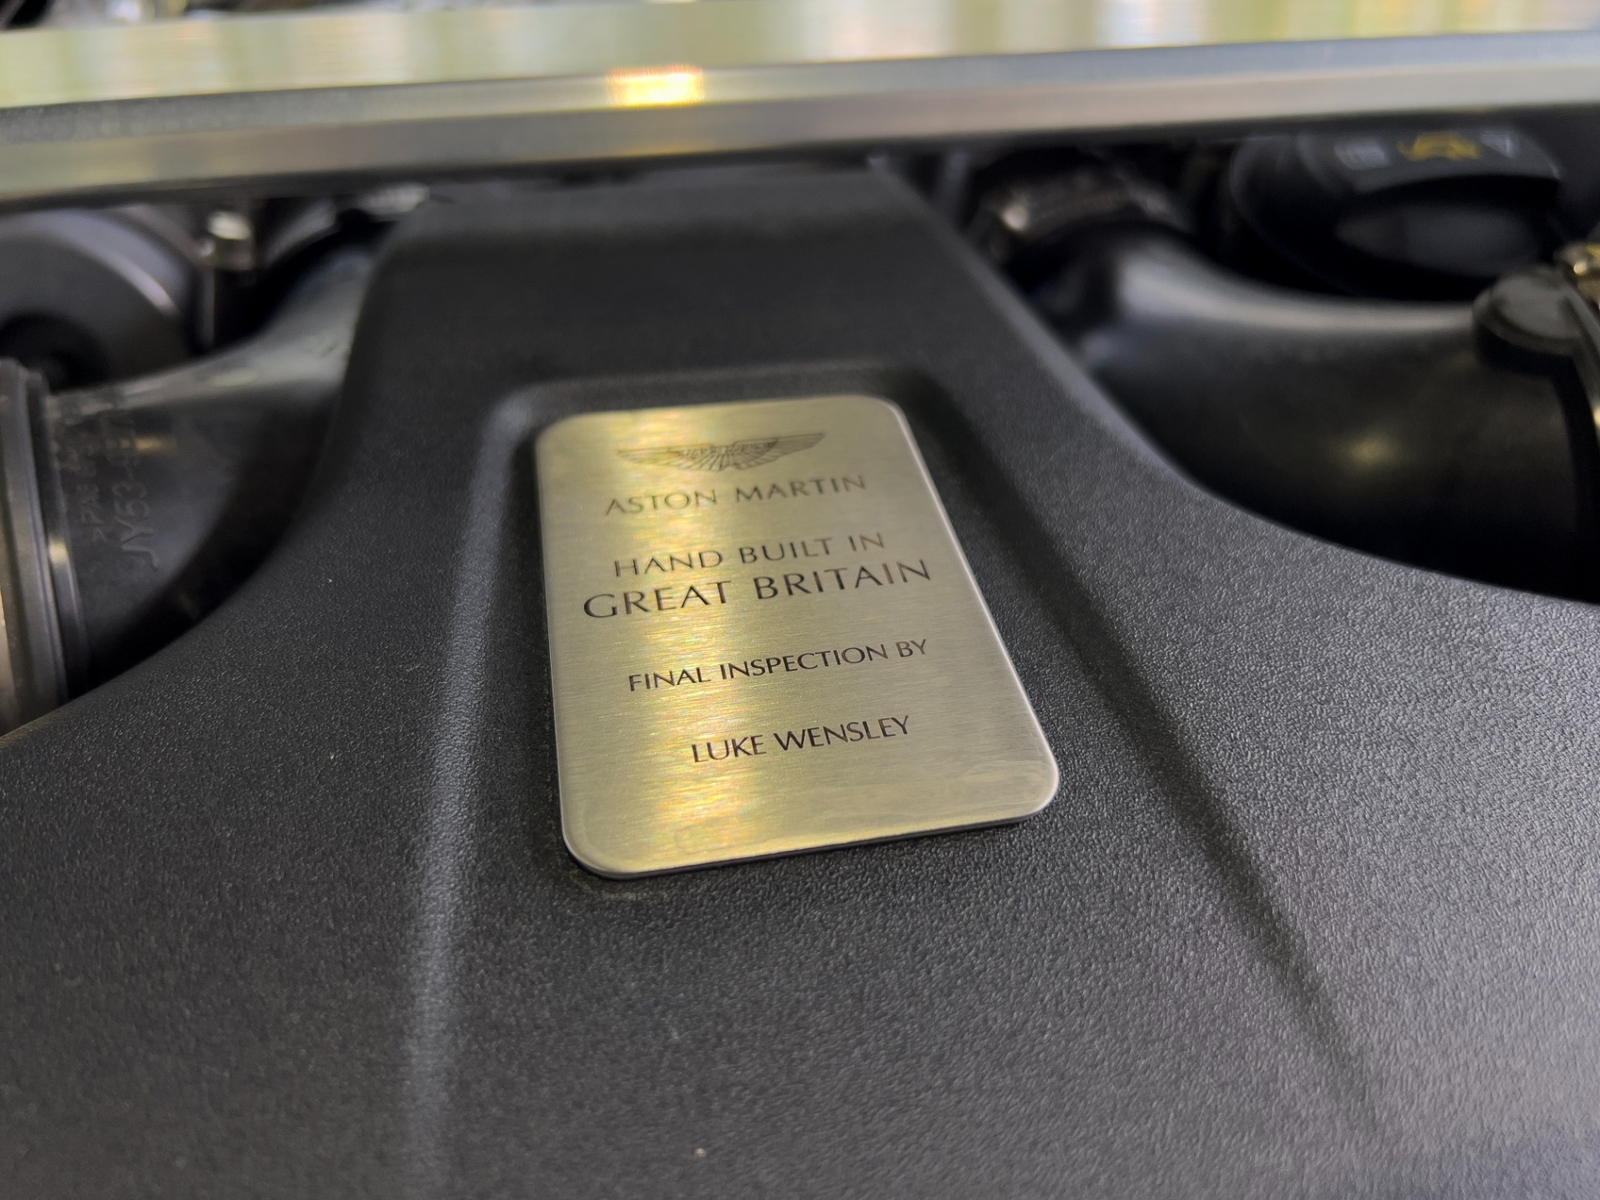 ASTON MARTIN
HAND BUILT IN
GREAT BRITAIN
FINAL INSPECTION BY
LUKE WENSLEY